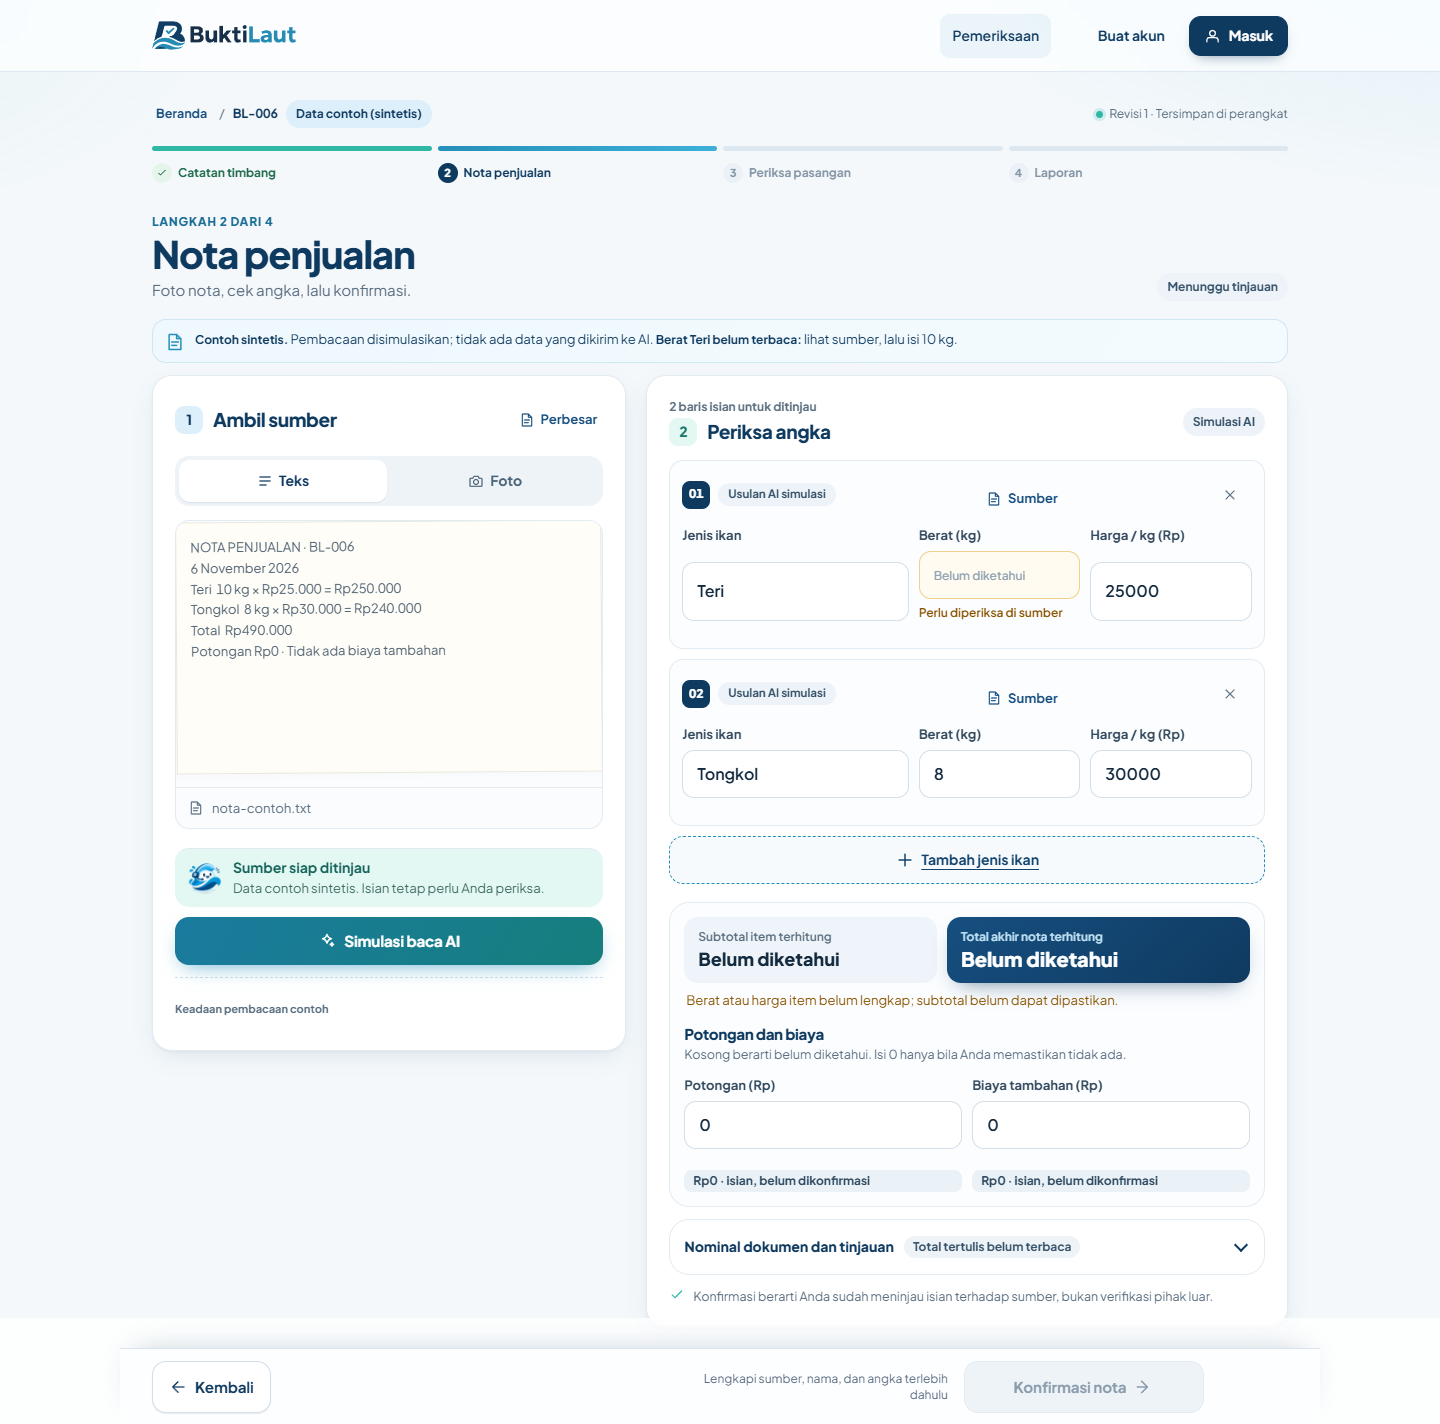 BuktiLaut
Pemeriksaan
Buat akun
Masuk
Beranda / BL-006 Data contoh (sintetis)
Revisi 1 · Tersimpan di perangkat
Catatan timbang
2 Nota penjualan
3 Periksa pasangan
4 Laporan
LANGKAH 2 DARI 4
Nota penjualan
Foto nota, cek angka, lalu konfirmasi.
Menunggu tinjauan
Contoh sintetis. Pembacaan disimulasikan; tidak ada data yang dikirim ke AI. Berat Teri belum terbaca: lihat sumber, lalu isi 10 kg.
1 Ambil sumber
Perbesar
Teks
Foto
NOTA PENJUALAN · BL-006
6 November 2026
Teri 10 kg × Rp25.000 = Rp250.000
Tongkol 8 kg × Rp30.000 = Rp240.000
Total Rp490.000
Potongan Rp0 · Tidak ada biaya tambahan
nota-contoh.txt
Sumber siap ditinjau
Data contoh sintetis. Isian tetap perlu Anda periksa.
Simulasi baca AI
Keadaan pembacaan contoh
2 baris isian untuk ditinjau
2 Periksa angka
Simulasi AI
01 Usulan AI simulasi
Sumber
Jenis ikan
Berat (kg)
Harga / kg (Rp)
Teri
Belum diketahui
25000
Perlu diperiksa di sumber
02 Usulan AI simulasi
Sumber
Jenis ikan
Berat (kg)
Harga / kg (Rp)
Tongkol
8
30000
Tambah jenis ikan
Subtotal item terhitung
Belum diketahui
Total akhir nota terhitung
Belum diketahui
Berat atau harga item belum lengkap; subtotal belum dapat dipastikan.
Potongan dan biaya
Kosong berarti belum diketahui. Isi 0 hanya bila Anda memastikan tidak ada.
Potongan (Rp)
Biaya tambahan (Rp)
0
0
Rp0 · isian, belum dikonfirmasi
Rp0 · isian, belum dikonfirmasi
Nominal dokumen dan tinjauan
Total tertulis belum terbaca
Konfirmasi berarti Anda sudah meninjau isian terhadap sumber, bukan verifikasi pihak luar.
Kembali
Lengkapi sumber, nama, dan angka terlebih
dahulu
Konfirmasi nota